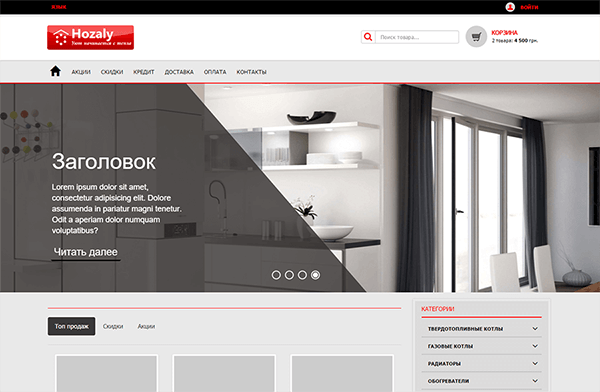 ВОЙТИ
Hozaly
Уют начинается с тепла
Поиск товара...
КОРЗИНА
2 товара: 4 500 грн.
АКЦИИ СКИДКИ КРЕДИТ ДОСТАВКА ОПЛАТА КОНТАКТЫ
Заголовок
Lorem ipsum dolor sit amet,
consectetur adipisicing elit. Dolore
assumenda in pariatur magni tenetur.
Odit a aperiam dolor numquam
voluptatibus?
Читать далее
Топ продаж Скидки Акции
КАТЕГОРИИ
ТВЕРДОТОПЛИВНЫЕ КОТЛЫ
ГАЗОВЫЕ КОТЛЫ
РАДИАТОРЫ
ОБОГРЕВАТЕЛИ